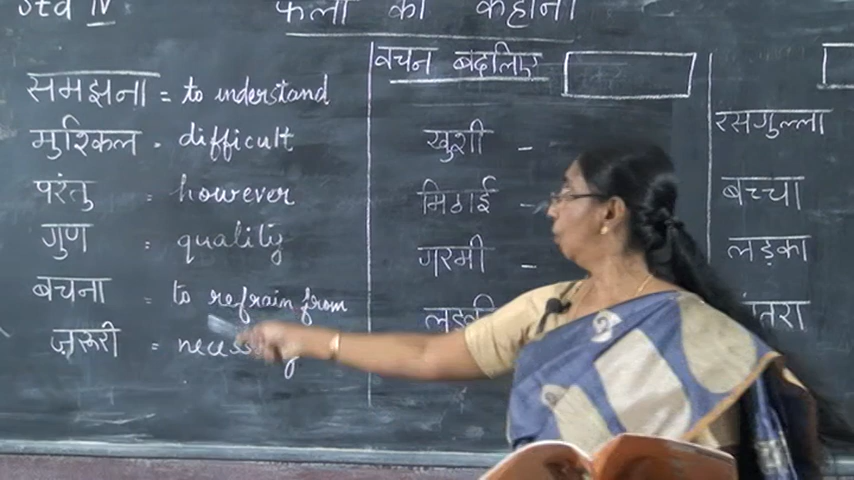 Std IV
फलों की कहानी
समझना = to understand
मुश्किल = difficult
परंतु = however
गुण = quality
बचना = to refrain from
ज़रूरी =
वचन बदलिए
खुशी -
मिठाई -
गरमी -
रसगुल्ला
बच्चा
लड़का